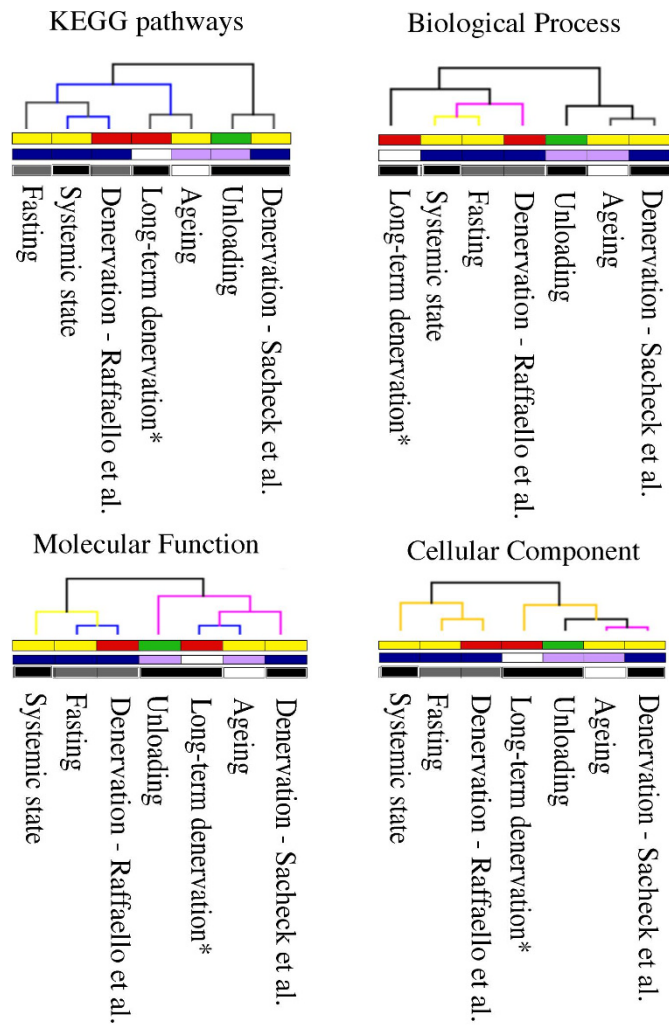 KEGG pathways
Fasting
Systemic state
Denervation - Raffaello et al.
Long-term denervation*
Ageing
Unloading
Denervation - Sacheck et al.
Biological Process
Long-term denervation*
Systemic state
Fasting
Denervation - Raffaello et al.
Unloading
Ageing
Denervation - Sacheck et al.
Molecular Function
Systemic state
Fasting
Denervation - Raffaello et al.
Unloading
Long-term denervation*
Ageing
Denervation - Sacheck et al.
Cellular Component
Systemic state
Fasting
Denervation - Raffaello et al.
Long-term denervation*
Unloading
Ageing
Denervation - Sacheck et al.